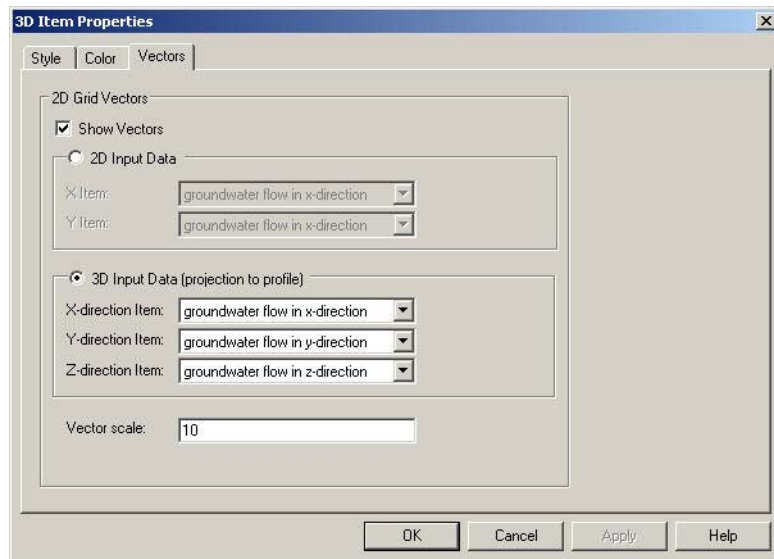 3D Item Properties
Style Color Vectors
2D Grid Vectors
Show Vectors
2D Input Data
X Item: groundwater flow in x-direction
Y Item: groundwater flow in x-direction
3D Input Data (projection to profile)
X-direction Item: groundwater flow in x-direction
Y-direction Item: groundwater flow in y-direction
Z-direction Item: groundwater flow in z-direction
Vector scale: 10
OK Cancel Apply Help